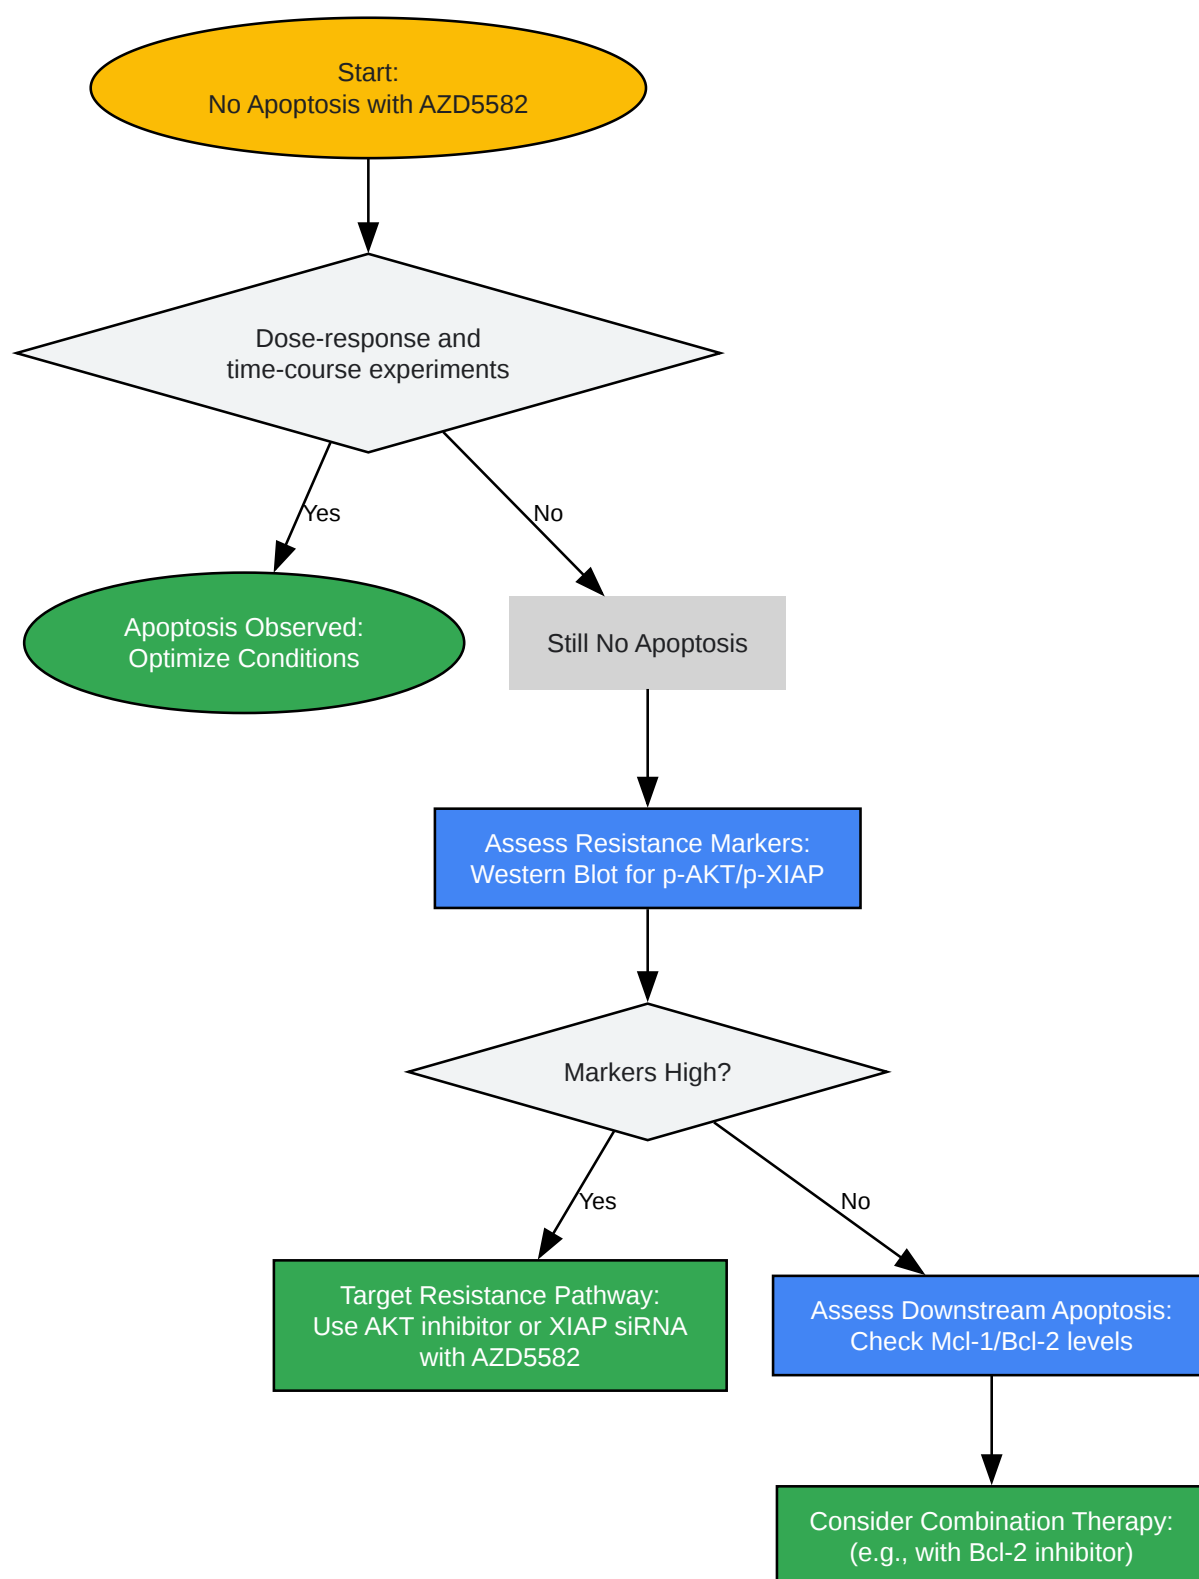 Start:
No Apoptosis with AZD5582
Dose-response and
time-course experiments
Yes
No
Apoptosis Observed:
Optimize Conditions
Still No Apoptosis
Assess Resistance Markers:
Western Blot for p-AKT/p-XIAP
Markers High?
Yes
No
Target Resistance Pathway:
Use AKT inhibitor or XIAP siRNA
with AZD5582
Assess Downstream Apoptosis:
Check Mcl-1/Bcl-2 levels
Consider Combination Therapy:
(e.g., with Bcl-2 inhibitor)